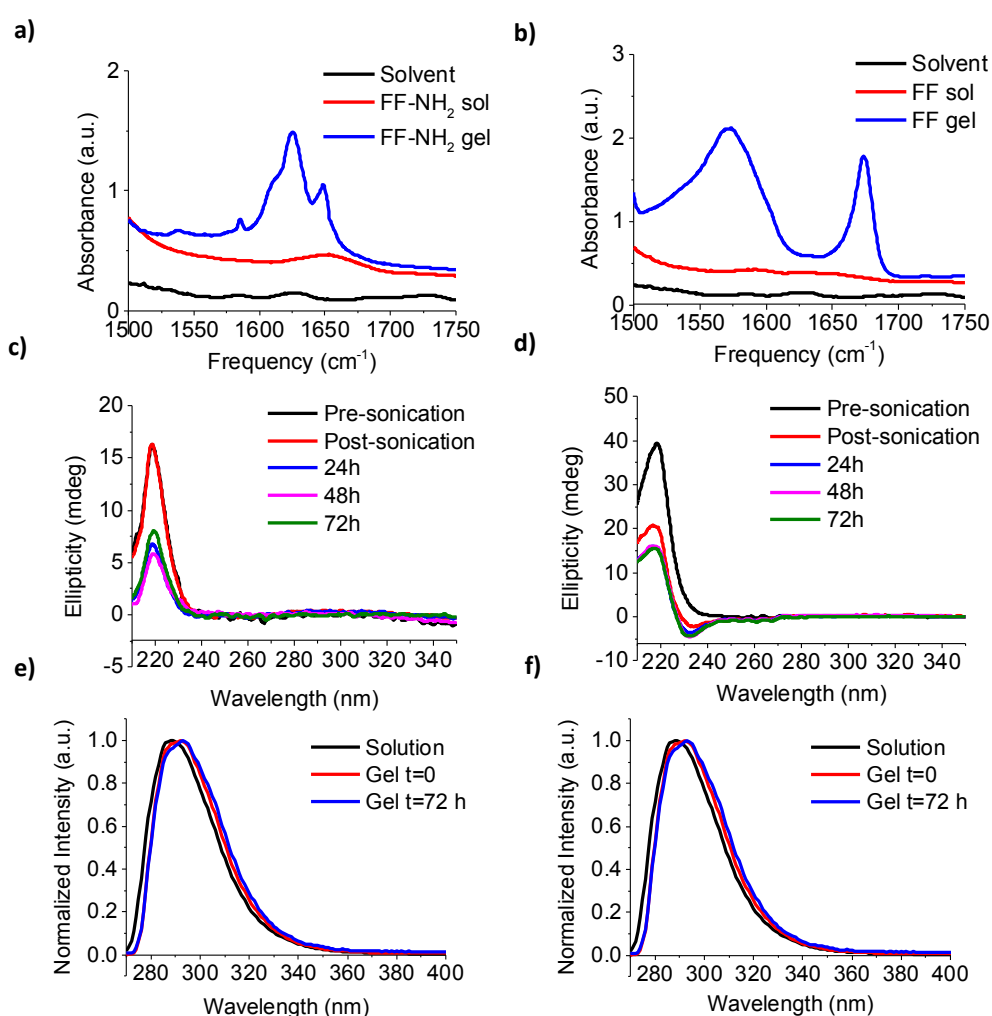 a)
2
1
0
Absorbance (a.u.)
Solvent
FF-NH2 sol
FF-NH2 gel
1500 1550 1600 1650 1700 1750
Frequency (cm-1)
b)
3
2
1
0
Absorbance (a.u.)
Solvent
FF sol
FF gel
1500 1550 1600 1650 1700 1750
Frequency (cm-1)
c)
20
15
10
5
0
-5
Ellipticity (mdeg)
Pre-sonication
Post-sonication
24h
48h
72h
220 240 260 280 300 320 340
Wavelength (nm)
d)
50
40
30
20
10
0
-10
Ellipticity (mdeg)
Pre-sonication
Post-sonication
24h
48h
72h
220 240 260 280 300 320 340
Wavelength (nm)
e)
1.0
0.8
0.6
0.4
0.2
0.0
Normalized Intensity (a.u.)
Solution
Gel t=0
Gel t=72 h
280 300 320 340 360 380 400
Wavelength (nm)
f)
1.0
0.8
0.6
0.4
0.2
0.0
Normalized Intensity (a.u.)
Solution
Gel t=0
Gel t=72 h
280 300 320 340 360 380 400
Wavelength (nm)